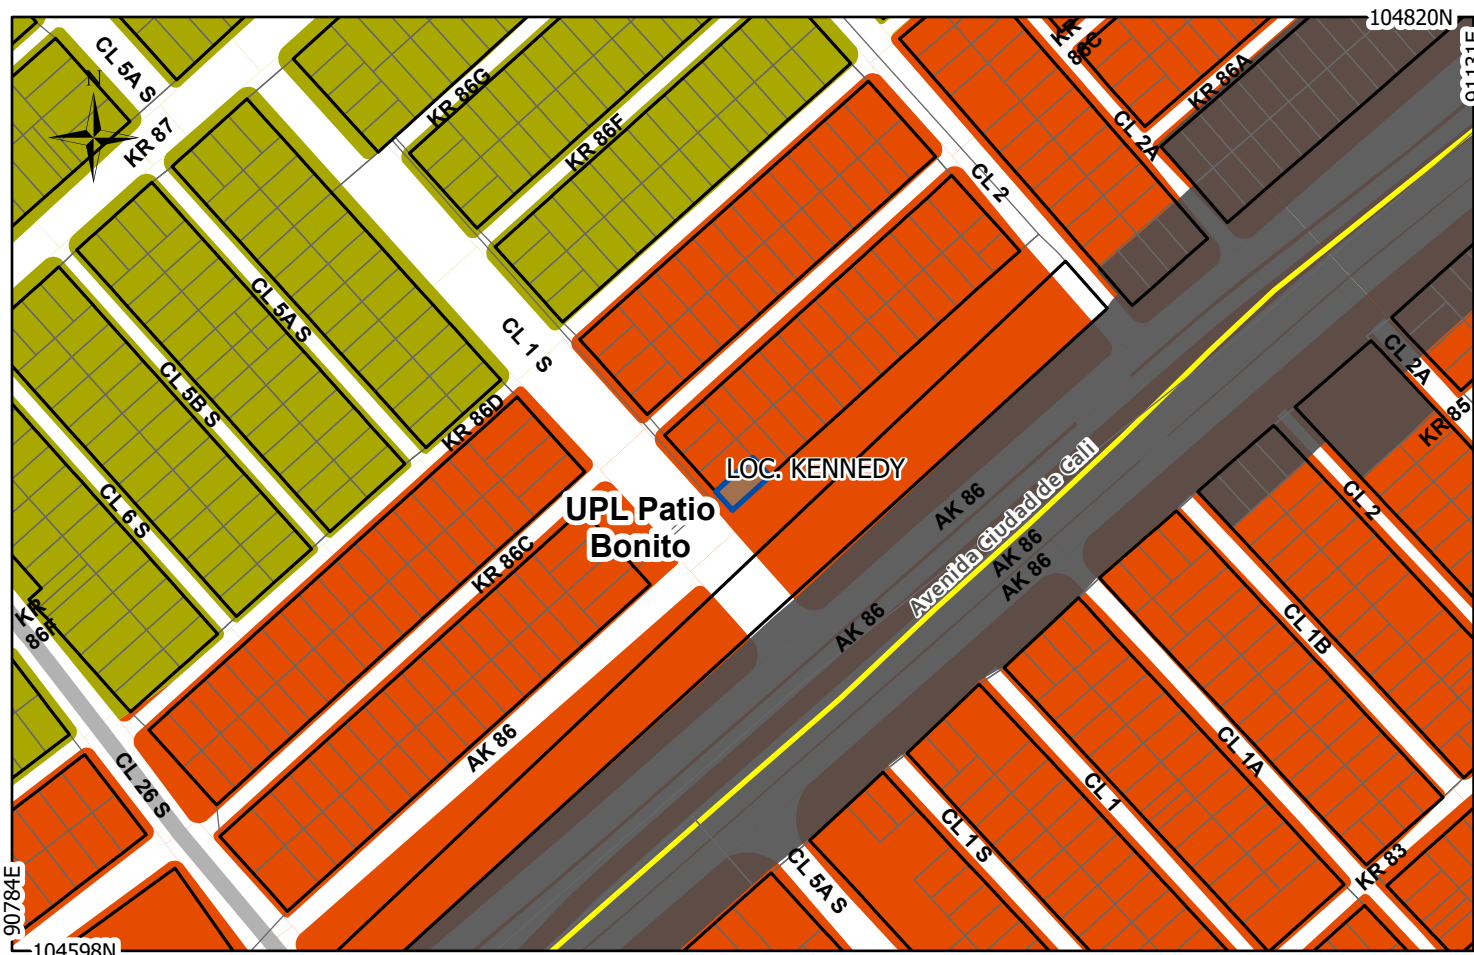 104820N
91131E
CL 5A S
N
KR 87
KR 86G
KR 86F
KR
86C
KR 86A
CL 2A
CL 2
CL 5A S
CL 1 S
CL 5B S
KR 86D
CL 2A
KR 85
LOC. KENNEDY
UPL Patio
Bonito
AK 86
Avenida Ciudad de Cali
AK 86
AK 86
CL 2
CL 6 S
KR 86C
KR
86F
AK 86
CL 1B
AK 86
CL 1A
CL 26 S
CL 1
CL 1 S
KR 83
CL 5A S
90784E
104598N